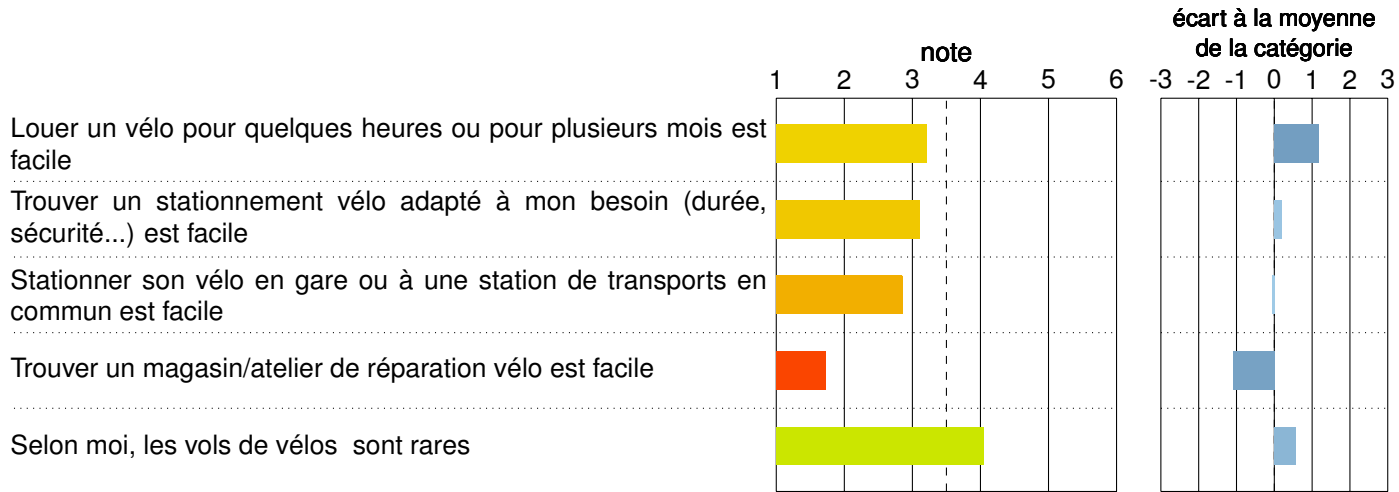 écart à la moyenne
note de la catégorie
1 2 3 4 5 6 -3 -2 -1 0 1 2 3
Louer un vélo pour quelques heures ou pour plusieurs mois est
facile
Trouver un stationnement vélo adapté à mon besoin (durée,
sécurité...) est facile
Stationner son vélo en gare ou à une station de transports en
commun est facile
Trouver un magasin/atelier de réparation vélo est facile
Selon moi, les vols de vélos sont rares